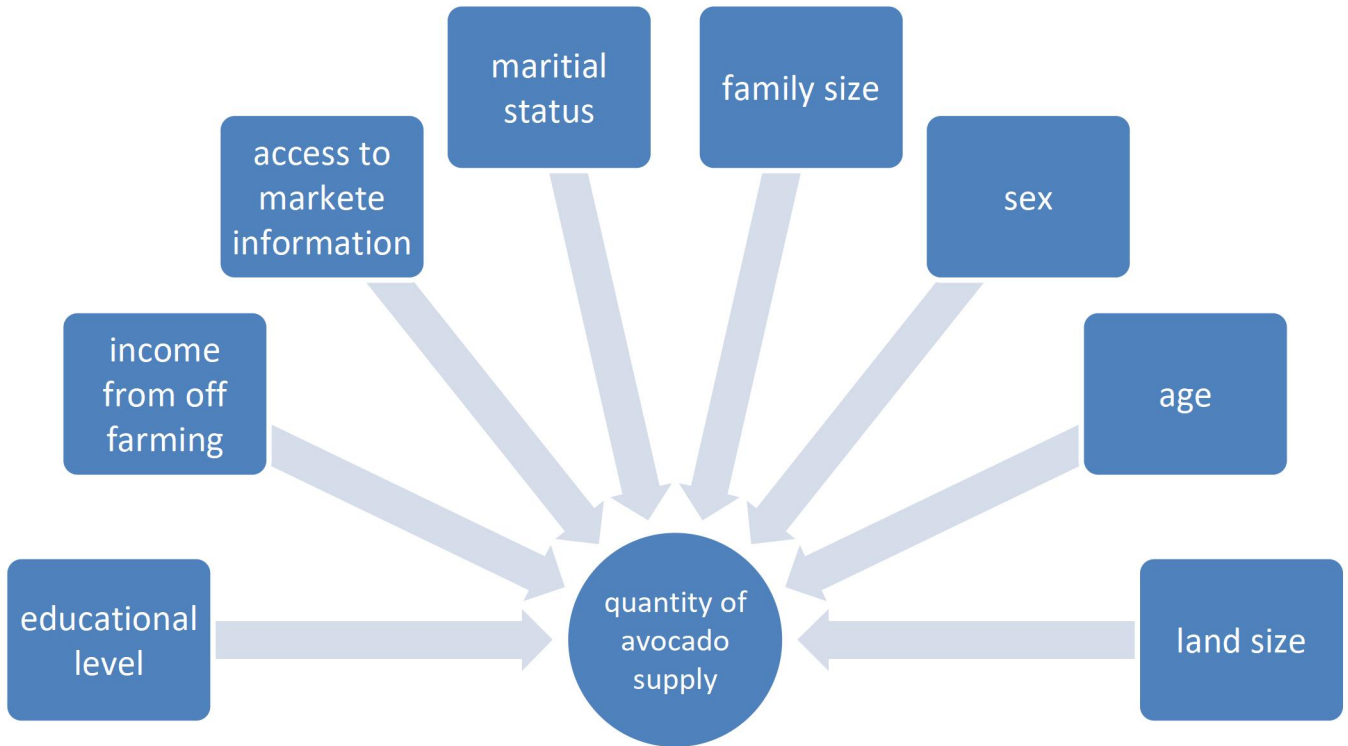 maritial
status
family size
access to
markete
information
sex
income
from off
farming
age
educational
level
quantity of
avocado
supply
land size